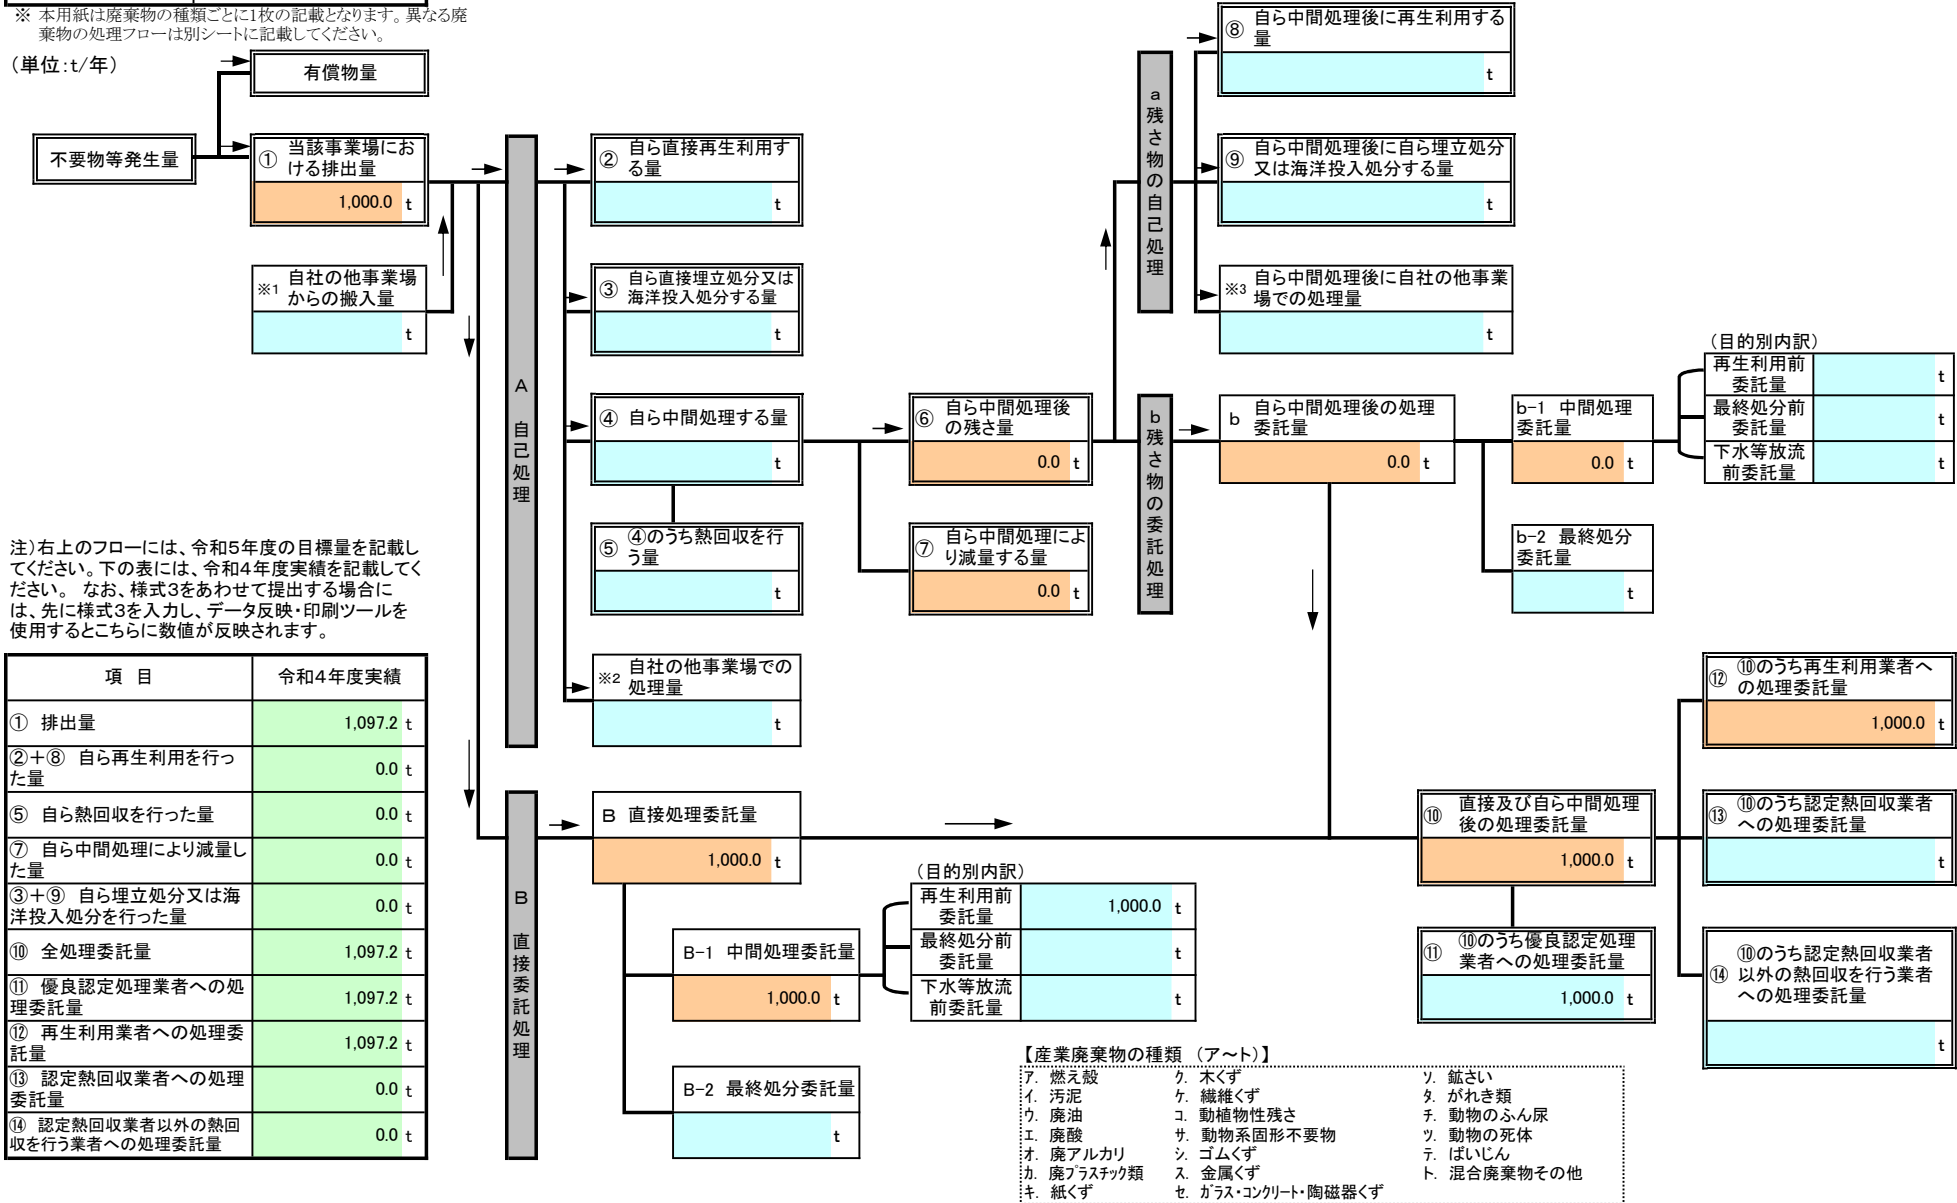 ※ 本用紙は廃棄物の種類ごとに1枚の記載となります。異なる廃
棄物の処理フローは別シートに記載してください。
(単位:t/年)
有償物量
不要物等発生量
① 当該事業場にお
ける排出量
1,000.0 t
※1 自社の他事業場
からの搬入量
t
A 自己処理
② 自ら直接再生利用す
る量
t
③ 自ら直接埋立処分又は
海洋投入処分する量
t
④ 自ら中間処理する量
t
⑤ ④のうち熱回収を行
う量
t
※2 自社の他事業場での
処理量
t
⑥ 自ら中間処理後
の残さ量
0.0 t
⑦ 自ら中間処理によ
り減量する量
0.0 t
a 残さ物の自己処理
⑧ 自ら中間処理後に再生利用する
量
t
⑨ 自ら中間処理後に自ら埋立処分
又は海洋投入処分する量
t
※3 自ら中間処理後に自社の他事業
場での処理量
t
b 残さ物の委託処理
b 自ら中間処理後の処理
委託量
0.0 t
b-1 中間処理
委託量
0.0 t
b-2 最終処分
委託量
t
(目的別内訳)
再生利用前
委託量
t
最終処分前
委託量
t
下水等放流
前委託量
t
注)右上のフローには、令和5年度の目標量を記載し
てください。下の表には、令和4年度実績を記載してく
ださい。 なお、様式3をあわせて提出する場合に
は、先に様式3を入力し、データ反映・印刷ツールを
使用するとこちらに数値が反映されます。
項 目 令和4年度実績
① 排出量 1,097.2 t
②+⑧ 自ら再生利用を行っ
た量 0.0 t
⑤ 自ら熱回収を行った量 0.0 t
⑦ 自ら中間処理により減量し
た量 0.0 t
③+⑨ 自ら埋立処分又は海
洋投入処分を行った量 0.0 t
⑩ 全処理委託量 1,097.2 t
⑪ 優良認定処理業者への処
理委託量 1,097.2 t
⑫ 再生利用業者への処理委
託量 1,097.2 t
⑬ 認定熱回収業者への処理
委託量 0.0 t
⑭ 認定熱回収業者以外の熱回
収を行う業者への処理委託量 0.0 t
B 直接委託処理
B 直接処理委託量
1,000.0 t
B-1 中間処理委託量
1,000.0 t
B-2 最終処分委託量
t
(目的別内訳)
再生利用前
委託量
1,000.0 t
最終処分前
委託量
t
下水等放流
前委託量
t
⑩ 直接及び自ら中間処理
後の処理委託量
1,000.0 t
⑪ ⑩のうち優良認定処理
業者への処理委託量
1,000.0 t
⑫ ⑩のうち再生利用業者へ
の処理委託量
1,000.0 t
⑬ ⑩のうち認定熱回収業者
への処理委託量
t
⑭ ⑩のうち認定熱回収業者
以外の熱回収を行う業者
への処理委託量
t
【産業廃棄物の種類 (ア~ト)】
ア. 燃え殻 ク. 木くず ソ. 鉱さい
イ. 汚泥 ケ. 繊維くず タ. がれき類
ウ. 廃油 コ. 動植物性残さ チ. 動物のふん尿
エ. 廃酸 サ. 動物系固形不要物 ツ. 動物の死体
オ. 廃アルカリ シ. ゴムくず テ. ばいじん
カ. 廃プラスチック類 ス. 金属くず ト. 混合廃棄物その他
キ. 紙くず セ. ガラス・コンクリート・陶磁器くず